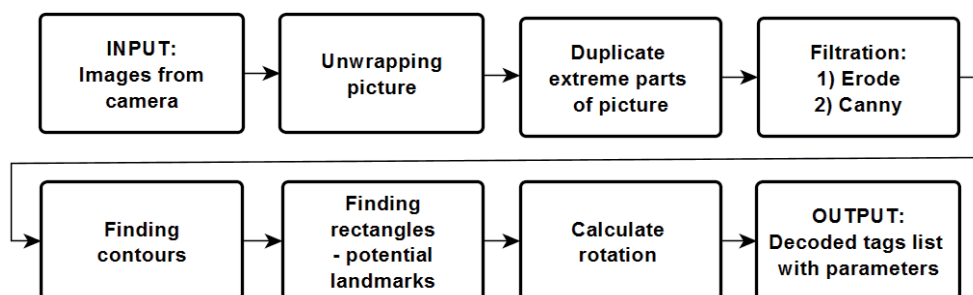 INPUT:
Images from
camera
Unwrapping
picture
Duplicate
extreme parts
of picture
Filtration:
1) Erode
2) Canny
Finding
contours
Finding
rectangles
- potential
landmarks
Calculate
rotation
OUTPUT:
Decoded tags list
with parameters